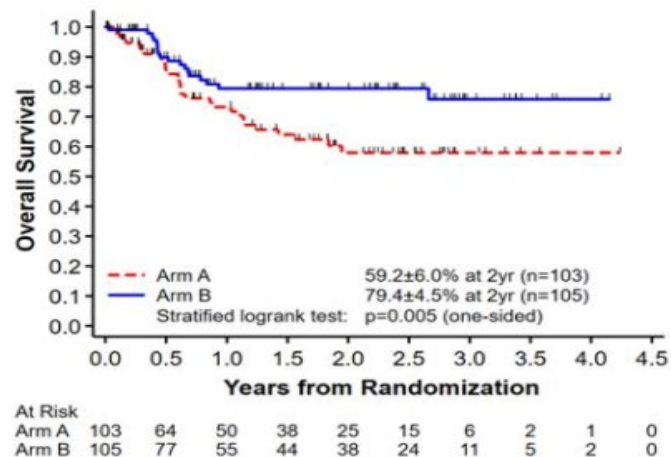 Overall Survival
1.0
0.9
0.8
0.7
0.6
0.5
0.4
0.3
0.2
0.1
0.0
Arm A 59.2±6.0% at 2yr (n=103)
Arm B 79.4±4.5% at 2yr (n=105)
Stratified logrank test: p=0.005 (one-sided)
0.0 0.5 1.0 1.5 2.0 2.5 3.0 3.5 4.0 4.5
Years from Randomization
At Risk
Arm A 103 64 50 38 25 15 6 2 1 0
Arm B 105 77 55 44 38 24 11 5 2 0